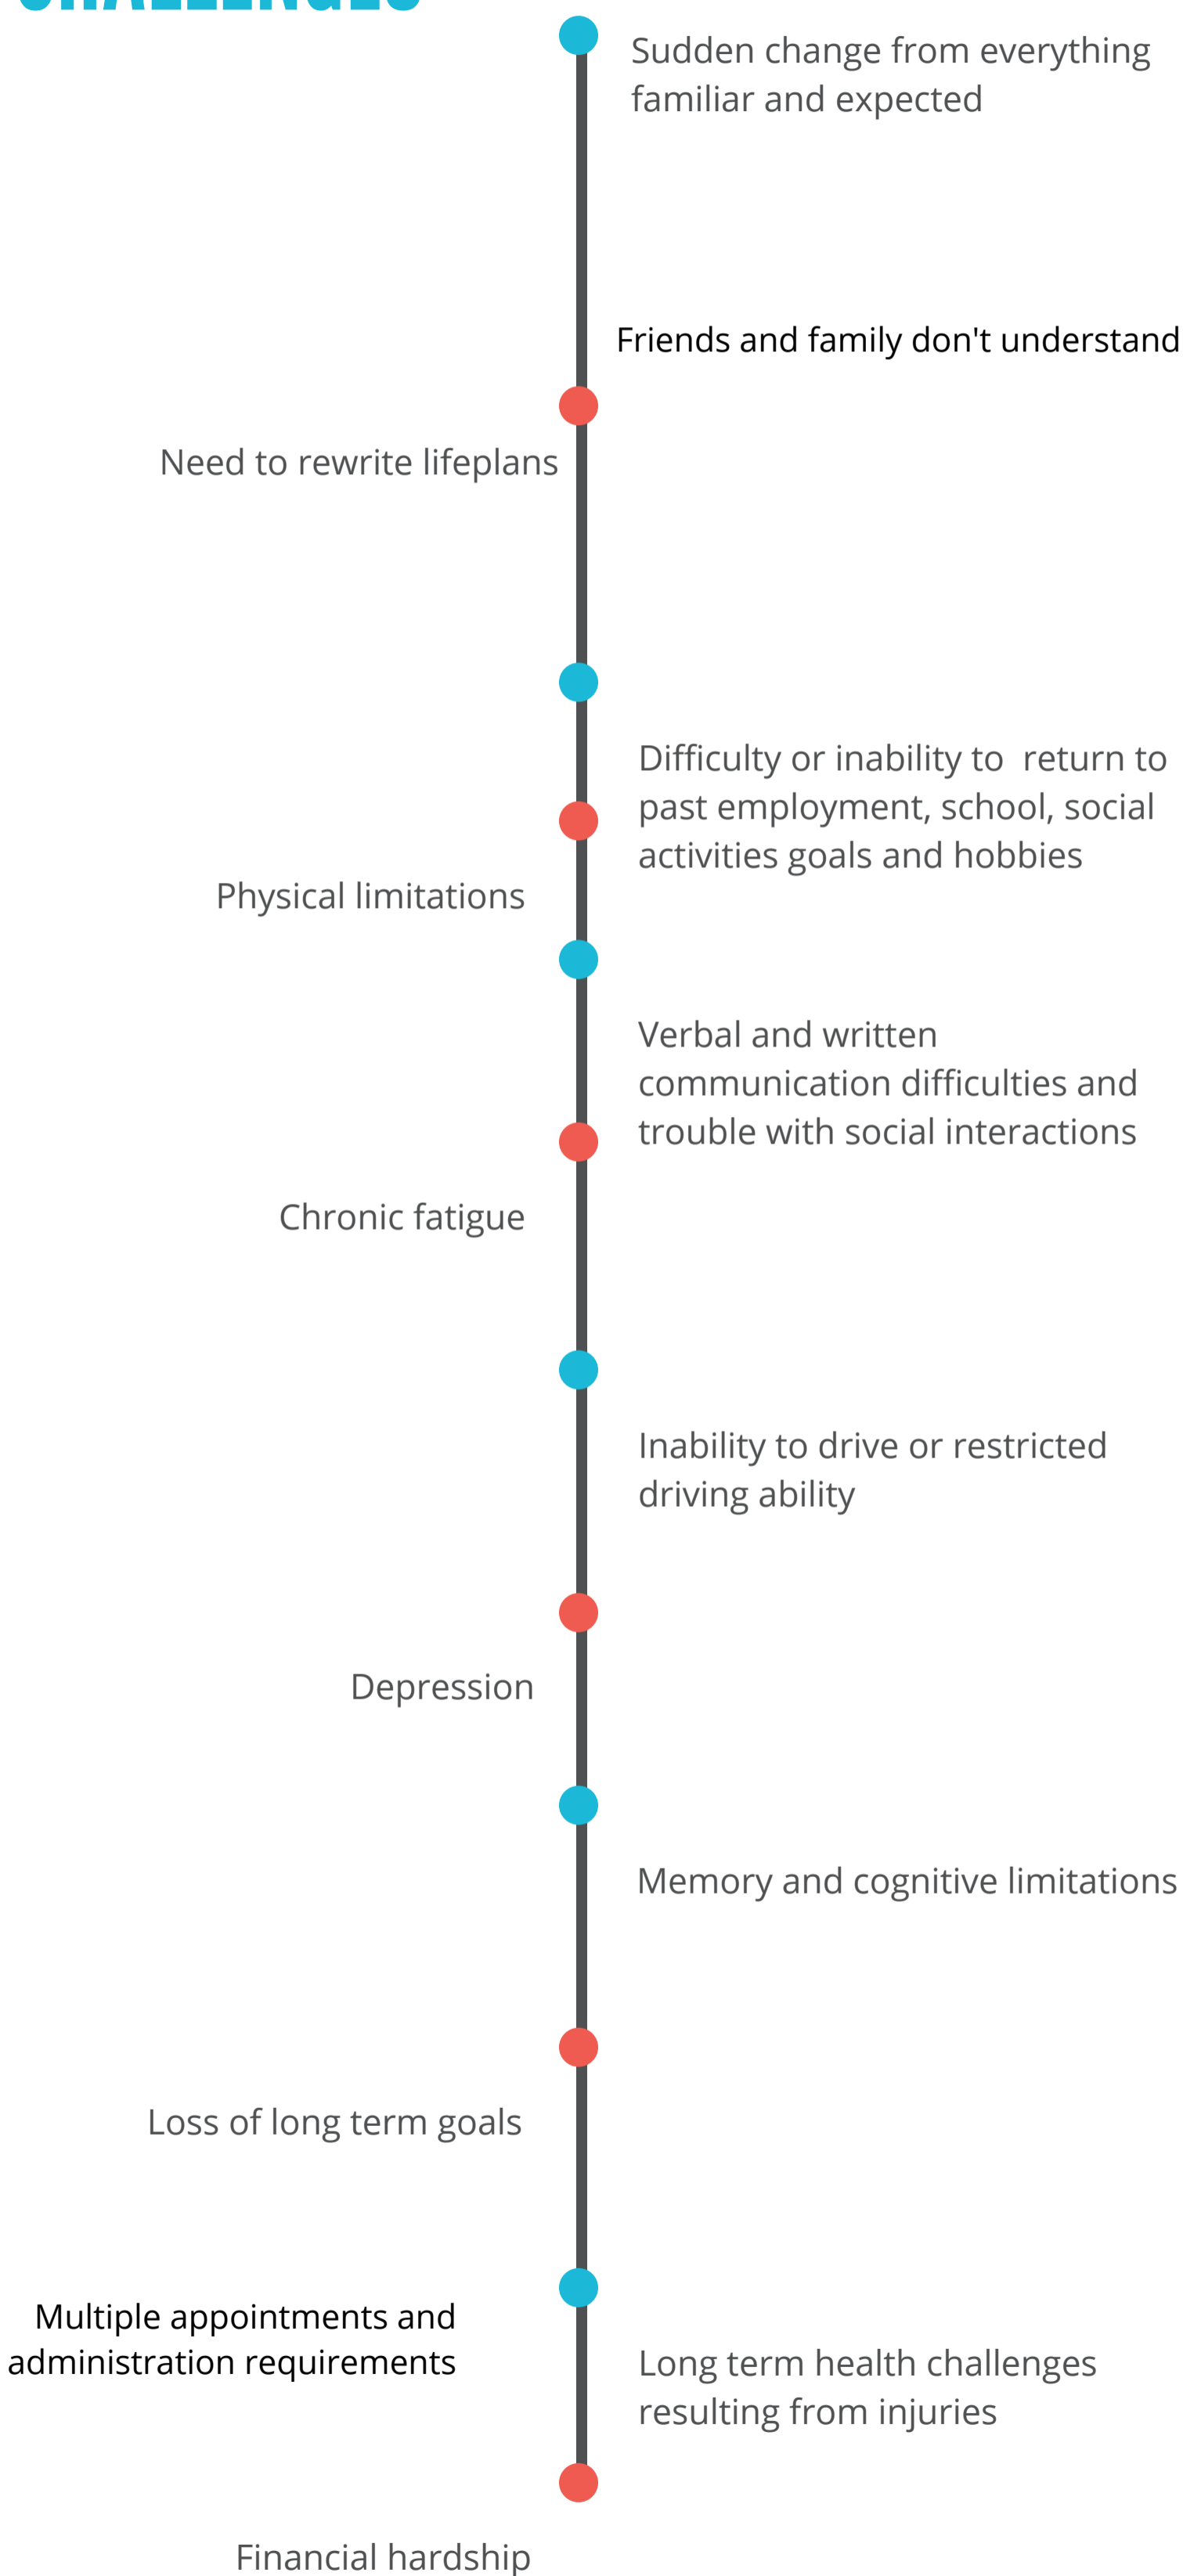 CHALLENGES
Sudden change from everything
familiar and expected
Friends and family don't understand
Need to rewrite lifeplans
Difficulty or inability to  return to
past employment, school, social
activities goals and hobbies
Physical limitations
Verbal and written
communication difficulties and
trouble with social interactions
Chronic fatigue
Inability to drive or restricted
driving ability
Depression
Memory and cognitive limitations
Loss of long term goals
Multiple appointments and
administration requirements
Long term health challenges
resulting from injuries
Financial hardship